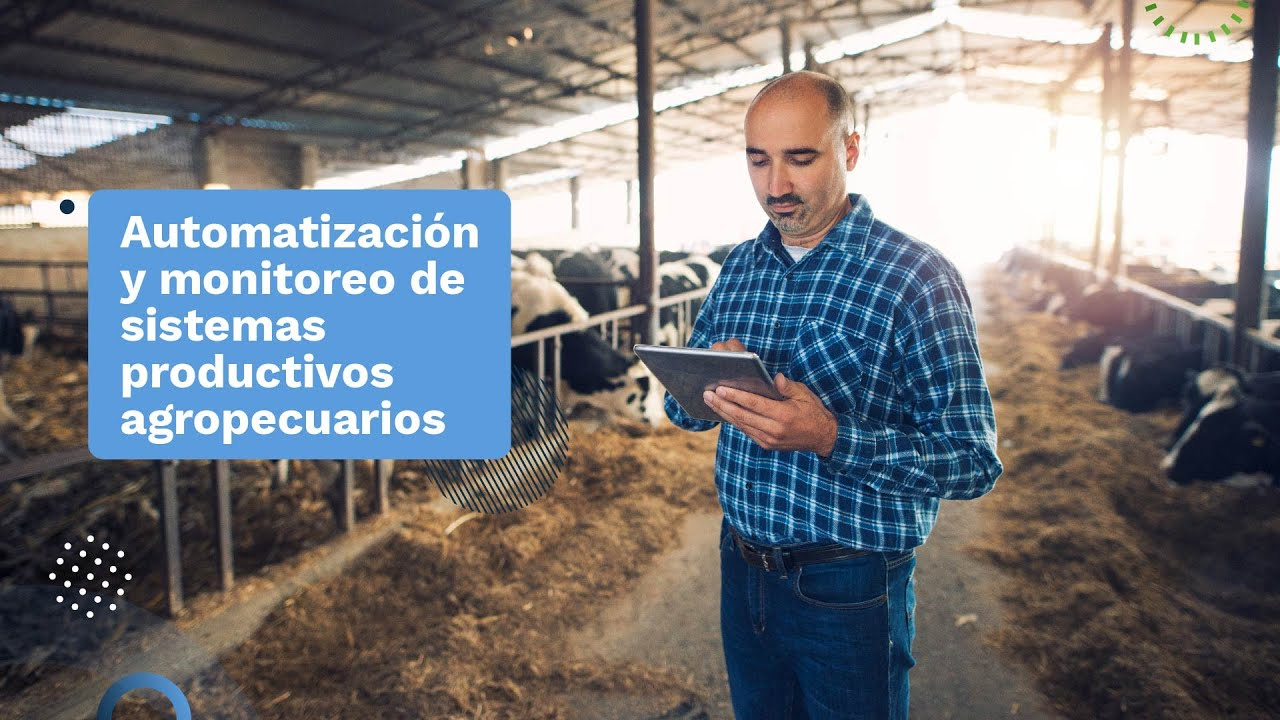 Automatización
y monitoreo de
sistemas
productivos
agropecuarios